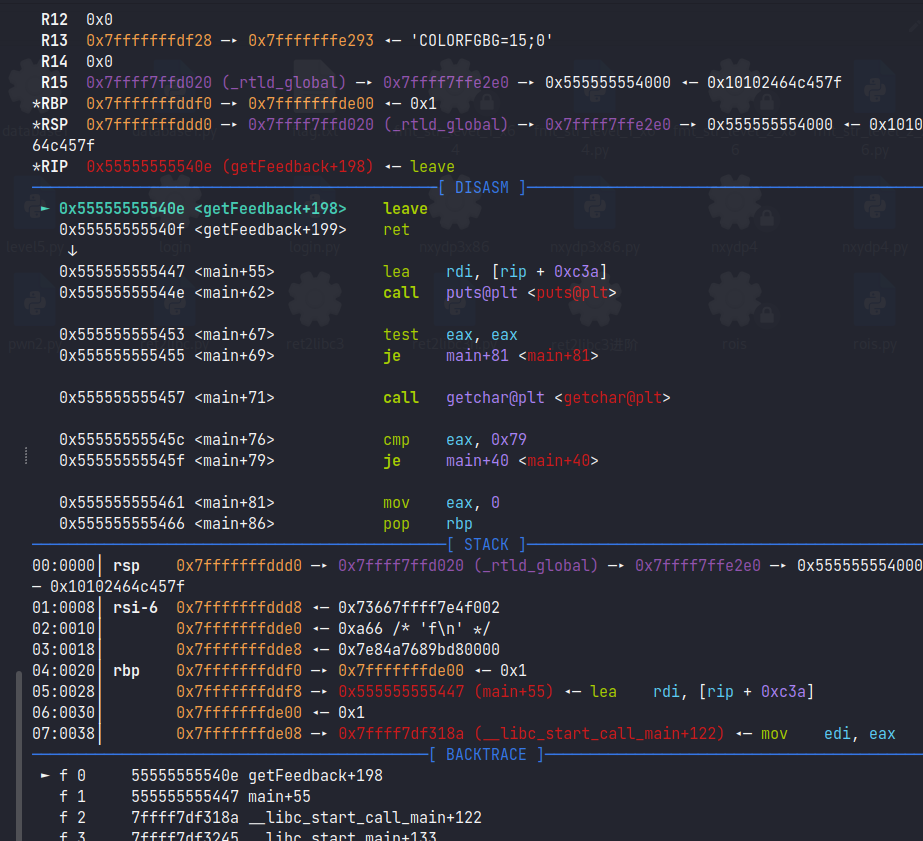 R12 0x0
R13 0x7fffffffdf28 —▸ 0x7fffffffe293 ◂— 'COLORFGBG=15;0'
R14 0x0
R15 0x7ffff7ffd020 (_rtld_global) —▸ 0x7ffff7ffe2e0 —▸ 0x555555554000 ◂— 0x10102464c457f
*RBP 0x7fffffffddf0 —▸ 0x7fffffffde00 ◂— 0x1
*RSP 0x7fffffffddd0 —▸ 0x7ffff7ffd020 (_rtld_global) —▸ 0x7ffff7ffe2e0 —▸ 0x555555554000 ◂— 0x1010
64c457f
*RIP 0x55555555540e (getFeedback+198) ◂— leave
[ DISASM ]
► 0x55555555540e <getFeedback+198> leave
0x55555555540f <getFeedback+199> ret
↓
0x555555555447 <main+55> lea rdi, [rip + 0xc3a]
0x55555555544e <main+62> call puts@plt <puts@plt>
0x555555555453 <main+67> test eax, eax
0x555555555455 <main+69> je main+81 <main+81>
0x555555555457 <main+71> call getchar@plt <getchar@plt>
0x55555555545c <main+76> cmp eax, 0x79
0x55555555545f <main+79> je main+40 <main+40>
0x555555555461 <main+81> mov eax, 0
0x555555555466 <main+86> pop rbp
[ STACK ]
00:0000│ rsp 0x7fffffffddd0 —▸ 0x7ffff7ffd020 (_rtld_global) —▸ 0x7ffff7ffe2e0 —▸ 0x555555554000
— 0x10102464c457f
01:0008│ rsi-6 0x7fffffffddd8 ◂— 0x73667ffff7e4f002
02:0010│ 0x7fffffffdde0 ◂— 0xa66 /* 'f\n' */
03:0018│ 0x7fffffffdde8 ◂— 0x7e84a7689bd80000
04:0020│ rbp 0x7fffffffddf0 —▸ 0x7fffffffde00 ◂— 0x1
05:0028│ 0x7fffffffddf8 —▸ 0x555555555447 (main+55) ◂— lea rdi, [rip + 0xc3a]
06:0030│ 0x7fffffffde00 ◂— 0x1
07:0038│ 0x7fffffffde08 —▸ 0x7ffff7df318a (__libc_start_call_main+122) ◂— mov edi, eax
[ BACKTRACE ]
► f 0 55555555540e getFeedback+198
f 1 555555555447 main+55
f 2 7ffff7df318a __libc_start_call_main+122
f 3 7ffff7df3245 __libc_start_main+133